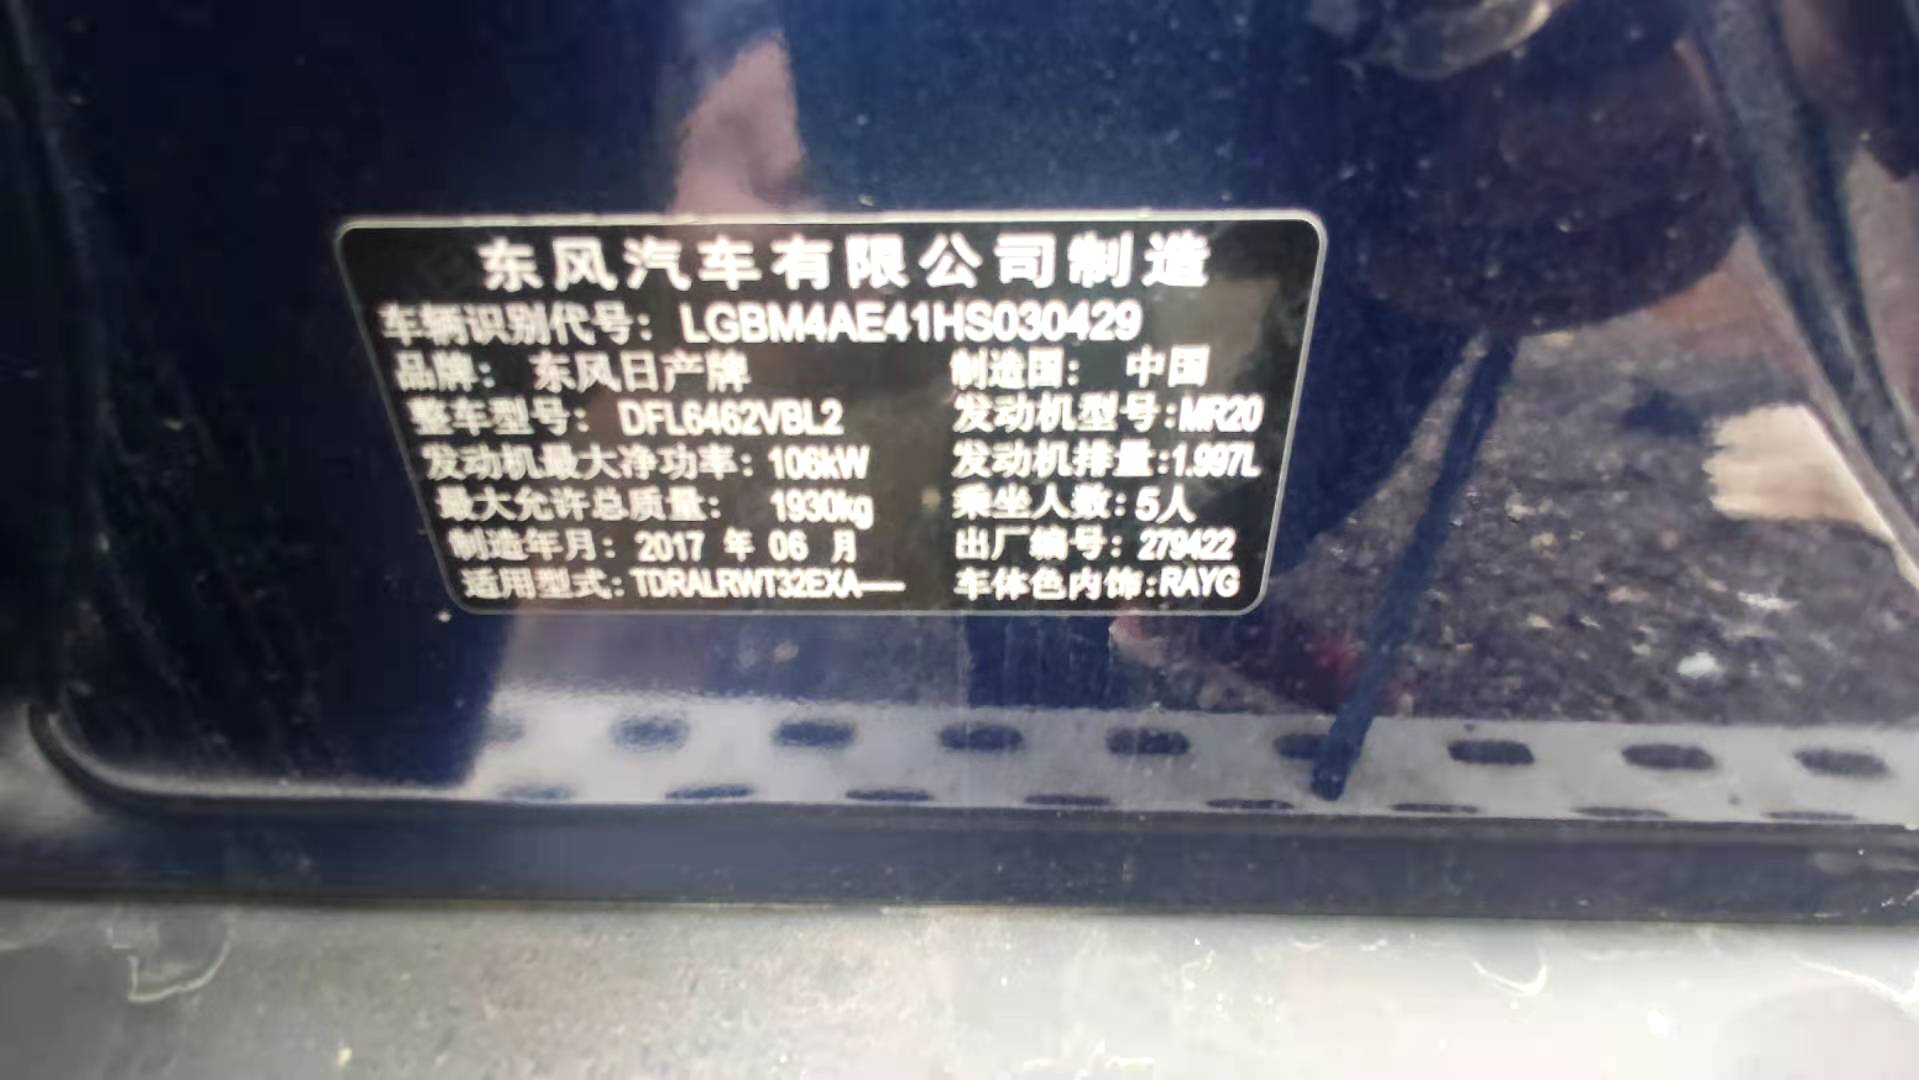 东风汽车有限公司制造
车辆识别代号: LGBM4AE41HS030429
品牌: 东风日产牌 制造国: 中国
整车型号: DFL6462VBL2 发动机型号:MR20
发动机最大净功率: 106kW 发动机排量:1.997L
最大允许总质量: 1930kg 乘坐人数: 5人
制造年月: 2017 年 06 月 出厂编号: 279422
适用型式: TDRALRWT32EXA—— 车体色内饰:RAYG